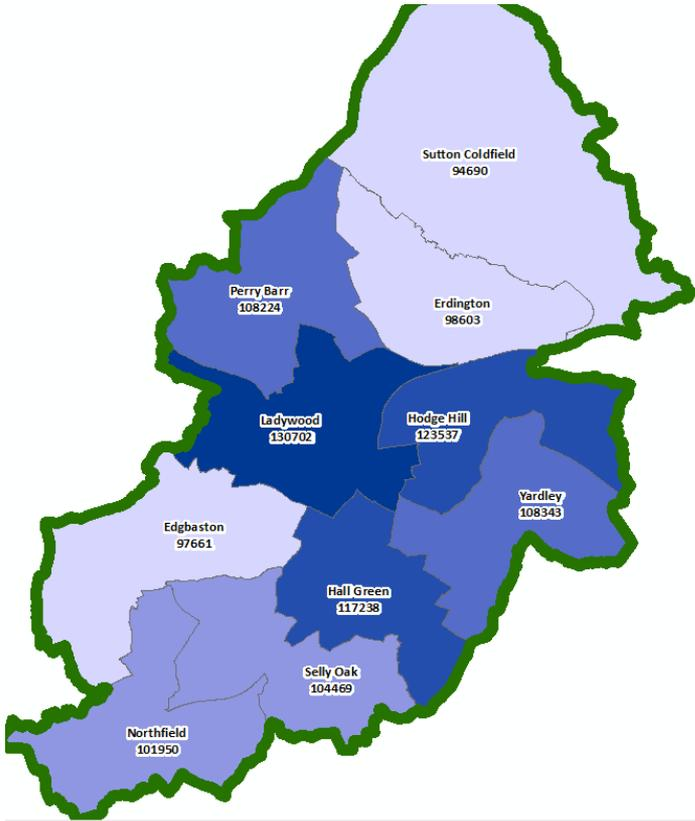 Sutton Coldfield
94690
Perry Barr
108224
Erdington
98603
Ladywood
130702
Hodge Hill
123537
Yardley
108343
Edgbaston
97661
Hall Green
117238
Selly Oak
104469
Northfield
101950